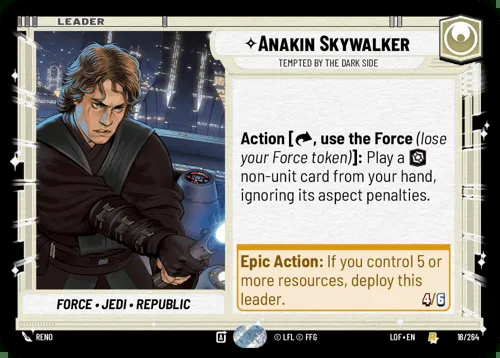 LEADER
ANAKIN SKYWALKER
TEMPTED BY THE DARK SIDE
Action [, use the Force (lose
your Force token)]: Play a
non-unit card from your hand,
ignoring its aspect penalties.
Epic Action: If you control 5 or
more resources, deploy this
leader.
4/6
FORCE • JEDI • REPUBLIC
RENO
A
© LFL © FFG
LOF • EN
18/264